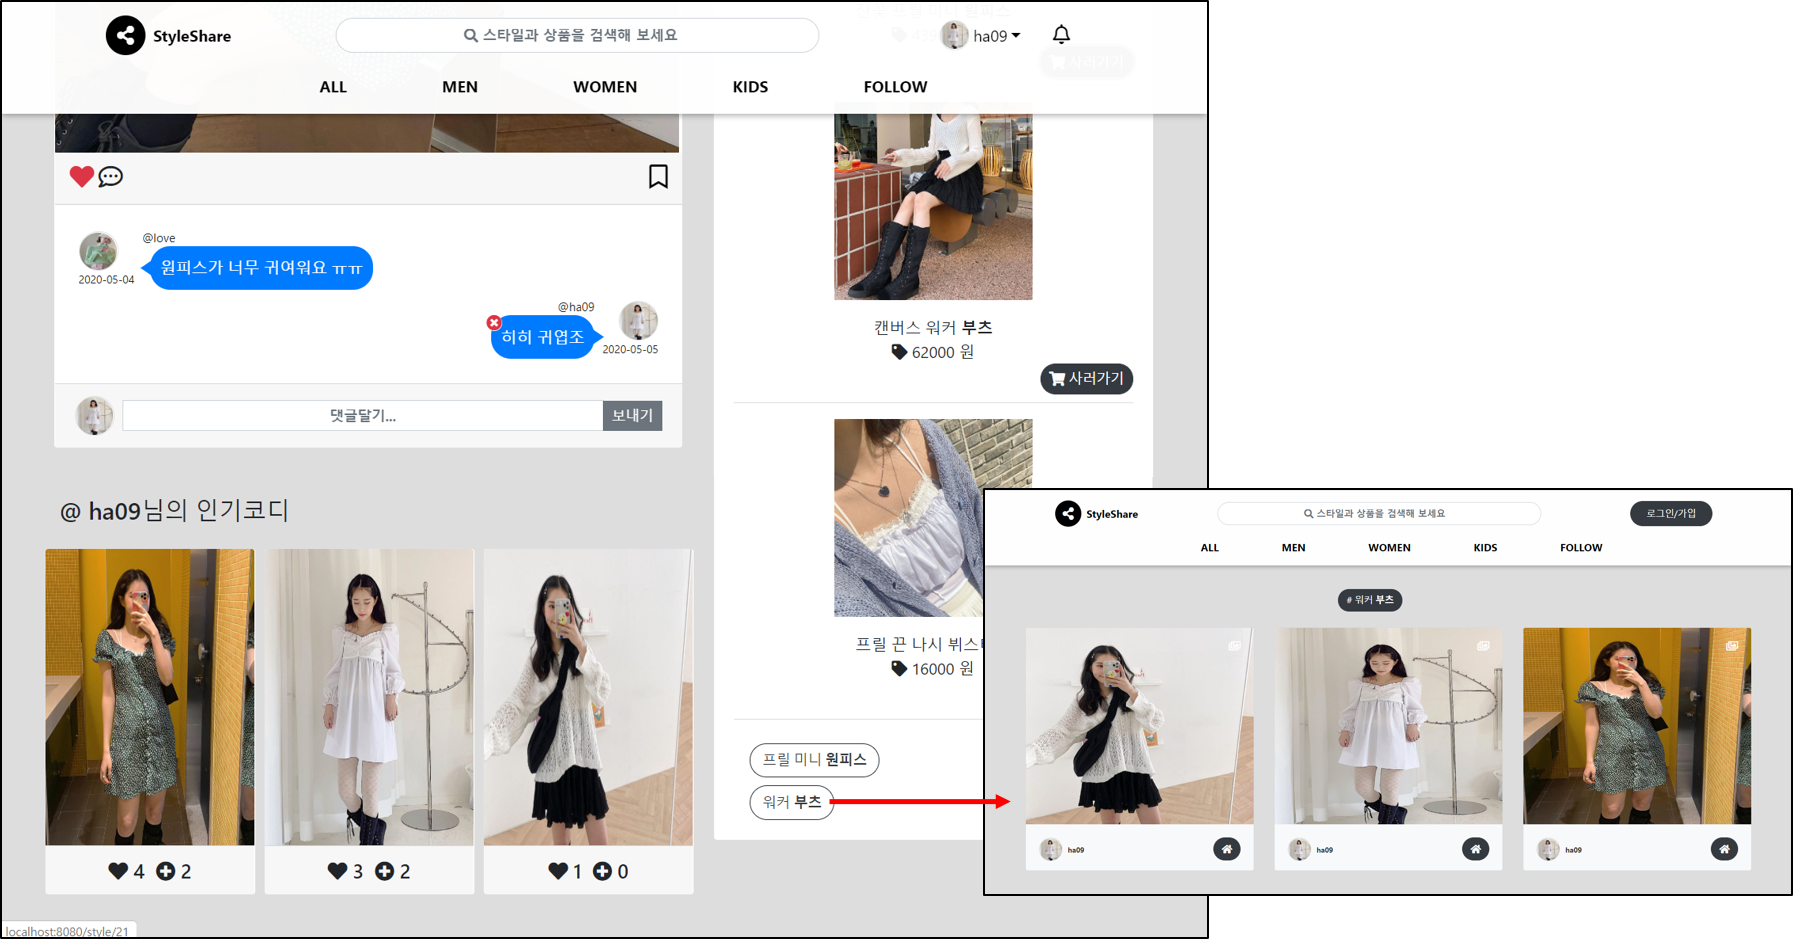 StyleShare
스타일과 상품을 검색해 보세요
ha09
ALL MEN WOMEN KIDS FOLLOW
사러가기
@love
원피스가 너무 귀여워요 ㅠㅠ
2020-05-04
@ha09
히히 귀엽조
2020-05-05
댓글달기...
보내기
@ ha09님의 인기코디
4 2
3 2
1 0
localhost:8080/style/21
캔버스 워커 부츠
62000 원
사러가기
프릴 끈 나시 뷔스
16000 원
프릴 미니 원피스
워커 부츠
StyleShare
스타일과 상품을 검색해 보세요
로그인/가입
ALL MEN WOMEN KIDS FOLLOW
# 워커 부츠
ha09
ha09
ha09